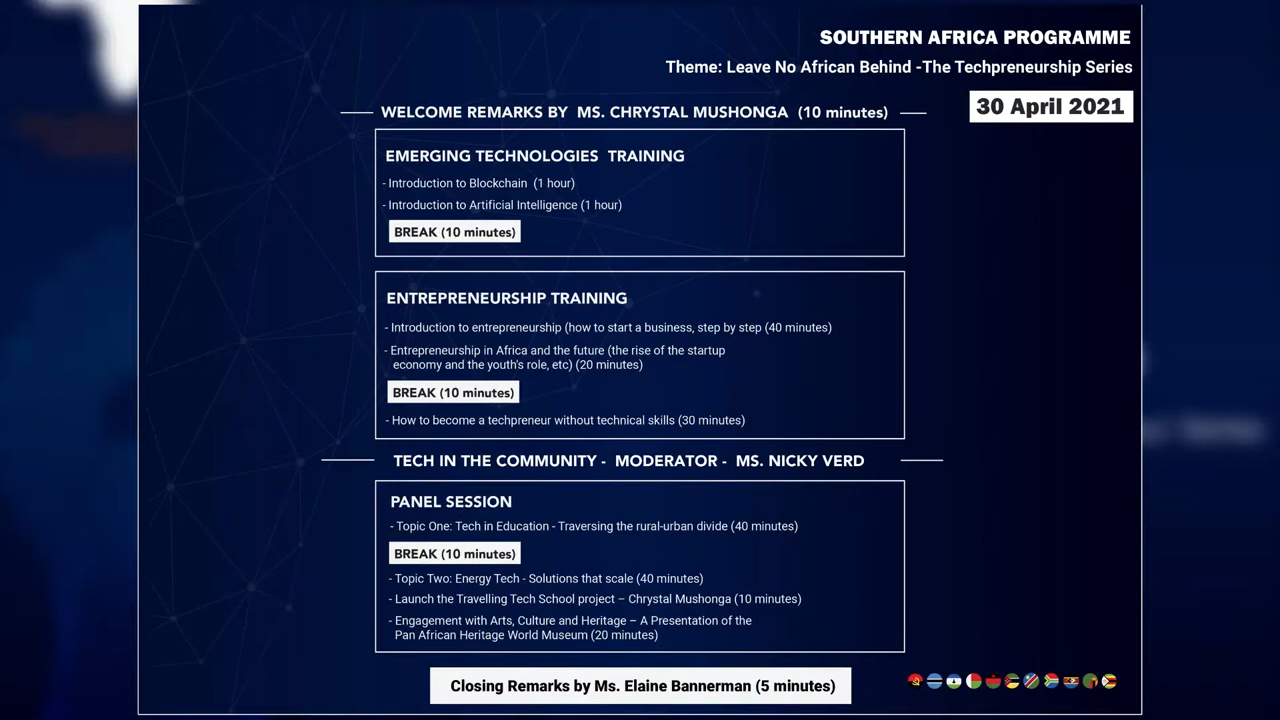 SOUTHERN AFRICA PROGRAMME
Theme: Leave No African Behind -The Techpreneurship Series
30 April 2021
WELCOME REMARKS BY MS. CHRYSTAL MUSHONGA (10 minutes)
EMERGING TECHNOLOGIES TRAINING
- Introduction to Blockchain (1 hour)
- Introduction to Artificial Intelligence (1 hour)
BREAK (10 minutes)
ENTREPRENEURSHIP TRAINING
- Introduction to entrepreneurship (how to start a business, step by step (40 minutes)
- Entrepreneurship in Africa and the future (the rise of the startup
economy and the youth's role, etc) (20 minutes)
BREAK (10 minutes)
- How to become a techpreneur without technical skills (30 minutes)
TECH IN THE COMMUNITY - MODERATOR - MS. NICKY VERD
PANEL SESSION
- Topic One: Tech in Education - Traversing the rural-urban divide (40 minutes)
BREAK (10 minutes)
- Topic Two: Energy Tech - Solutions that scale (40 minutes)
- Launch the Travelling Tech School project – Chrystal Mushonga (10 minutes)
- Engagement with Arts, Culture and Heritage – A Presentation of the
Pan African Heritage World Museum (20 minutes)
Closing Remarks by Ms. Elaine Bannerman (5 minutes)